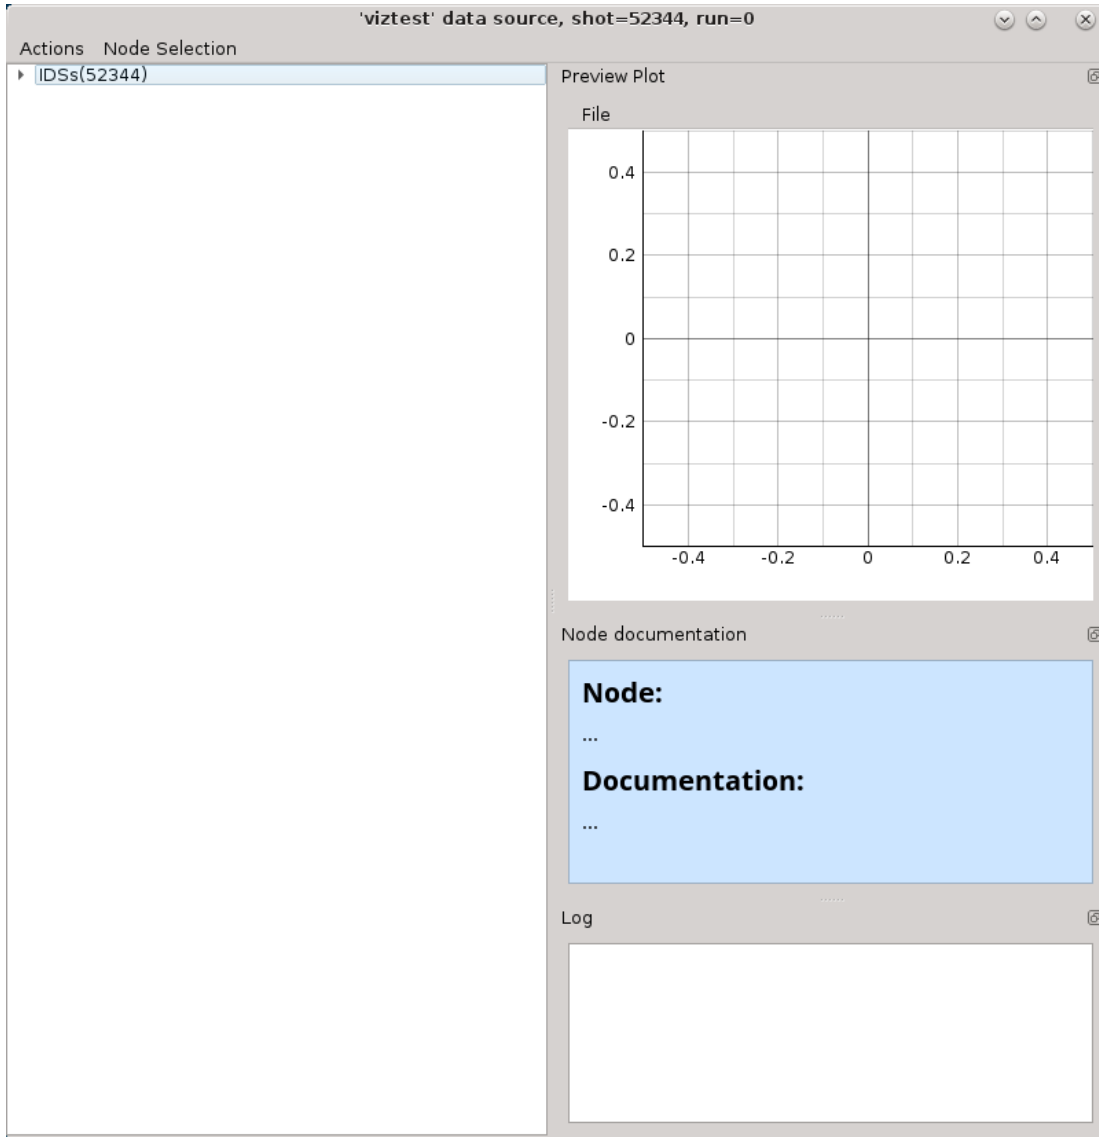 'viztest' data source, shot=52344, run=0
Actions Node Selection
IDSs(52344)
Preview Plot
File
0.4
0.2
0
-0.2
-0.4
-0.4 -0.2 0 0.2 0.4
Node documentation
Node:
...
Documentation:
...
Log